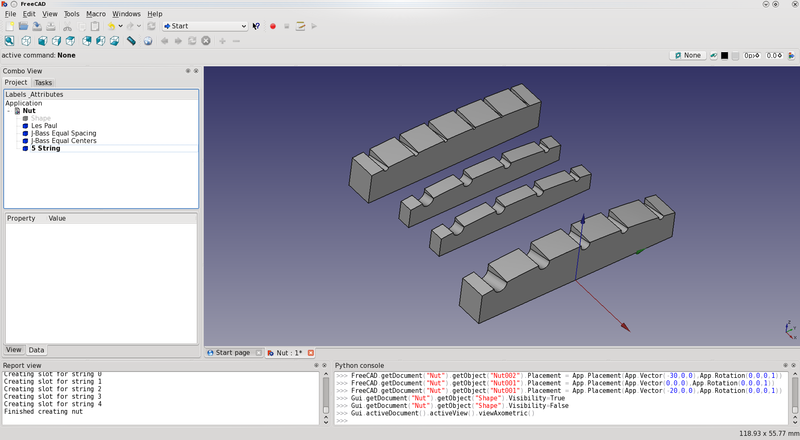 FreeCAD
File Edit View Tools Macro Windows Help
Start
active command: None
None
0.0
Combo View
Project Tasks
Labels _Attributes
Application
Nut
Shape
Les Paul
J-Bass Equal Spacing
J-Bass Equal Centers
5 String
Property Value
View Data
Start page Nut : 1*
Report view
Creating slot for string 0
Creating slot for string 1
Creating slot for string 2
Creating slot for string 3
Creating slot for string 4
Finished creating nut
Python console
>>> FreeCAD.getDocument("Nut").getObject("Nut002").Placement = App.Placement(App.Vector(-30,0,0),App.Rotation(0,0,0,1))
>>> FreeCAD.getDocument("Nut").getObject("Nut001").Placement = App.Placement(App.Vector(0,0,0),App.Rotation(0,0,0,1))
>>> FreeCAD.getDocument("Nut").getObject("Nut001").Placement = App.Placement(App.Vector(-20,0,0),App.Rotation(0,0,0,1))
>>> Gui.getDocument("Nut").getObject("Shape").Visibility=True
>>> Gui.getDocument("Nut").getObject("Shape").Visibility=False
>>> Gui.activeDocument().activeView().viewAxometric()
>>>
118.93 x 55.77 mm